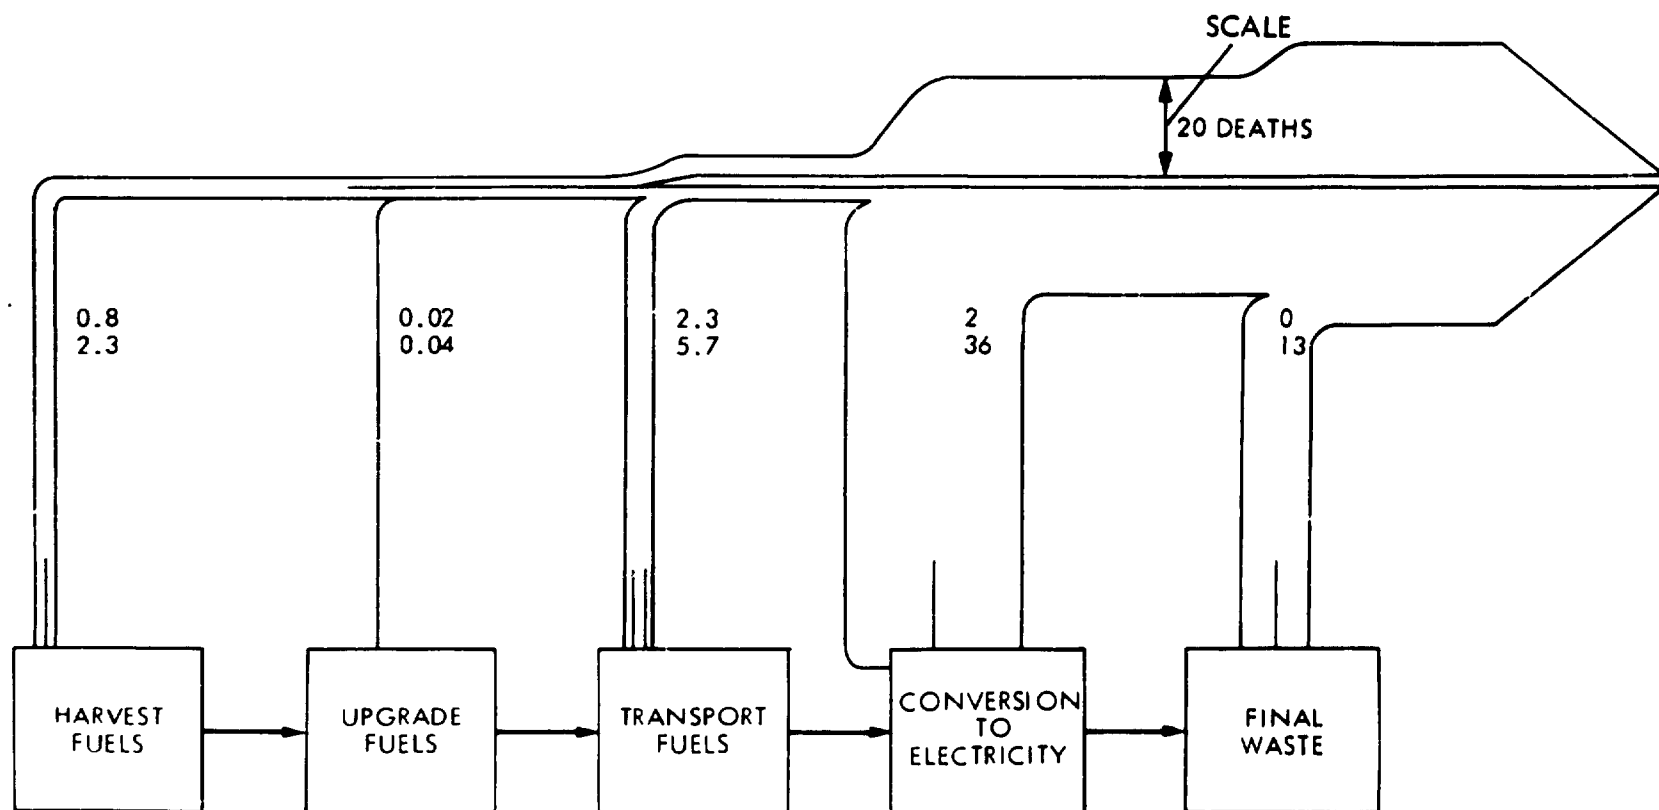 SCALE
20 DEATHS
0.8
2.3
0.02
0.04
2.3
5.7
2
36
0
13
HARVEST
FUELS
UPGRADE
FUELS
TRANSPORT
FUELS
CONVERSION
TO
ELECTRICITY
FINAL
WASTE